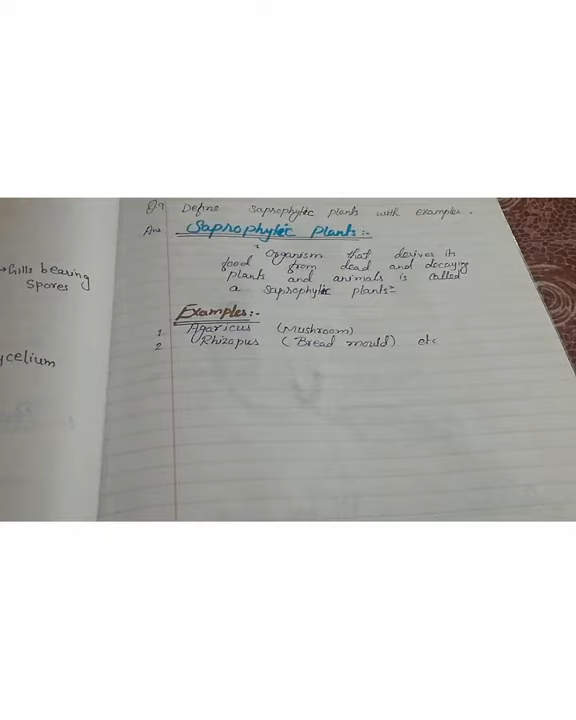 →Gills bearing
Spores
ycelium
Q9 Define saprophytic plants with examples.
Ans Saprophytic plants:-
" Organism that derives its
food from dead and decaying
plants and animals is called
a saprophytic plants"
Examples:-
1 Agaricus (Mushroom)
2 Rhizopus (Bread mould) etc